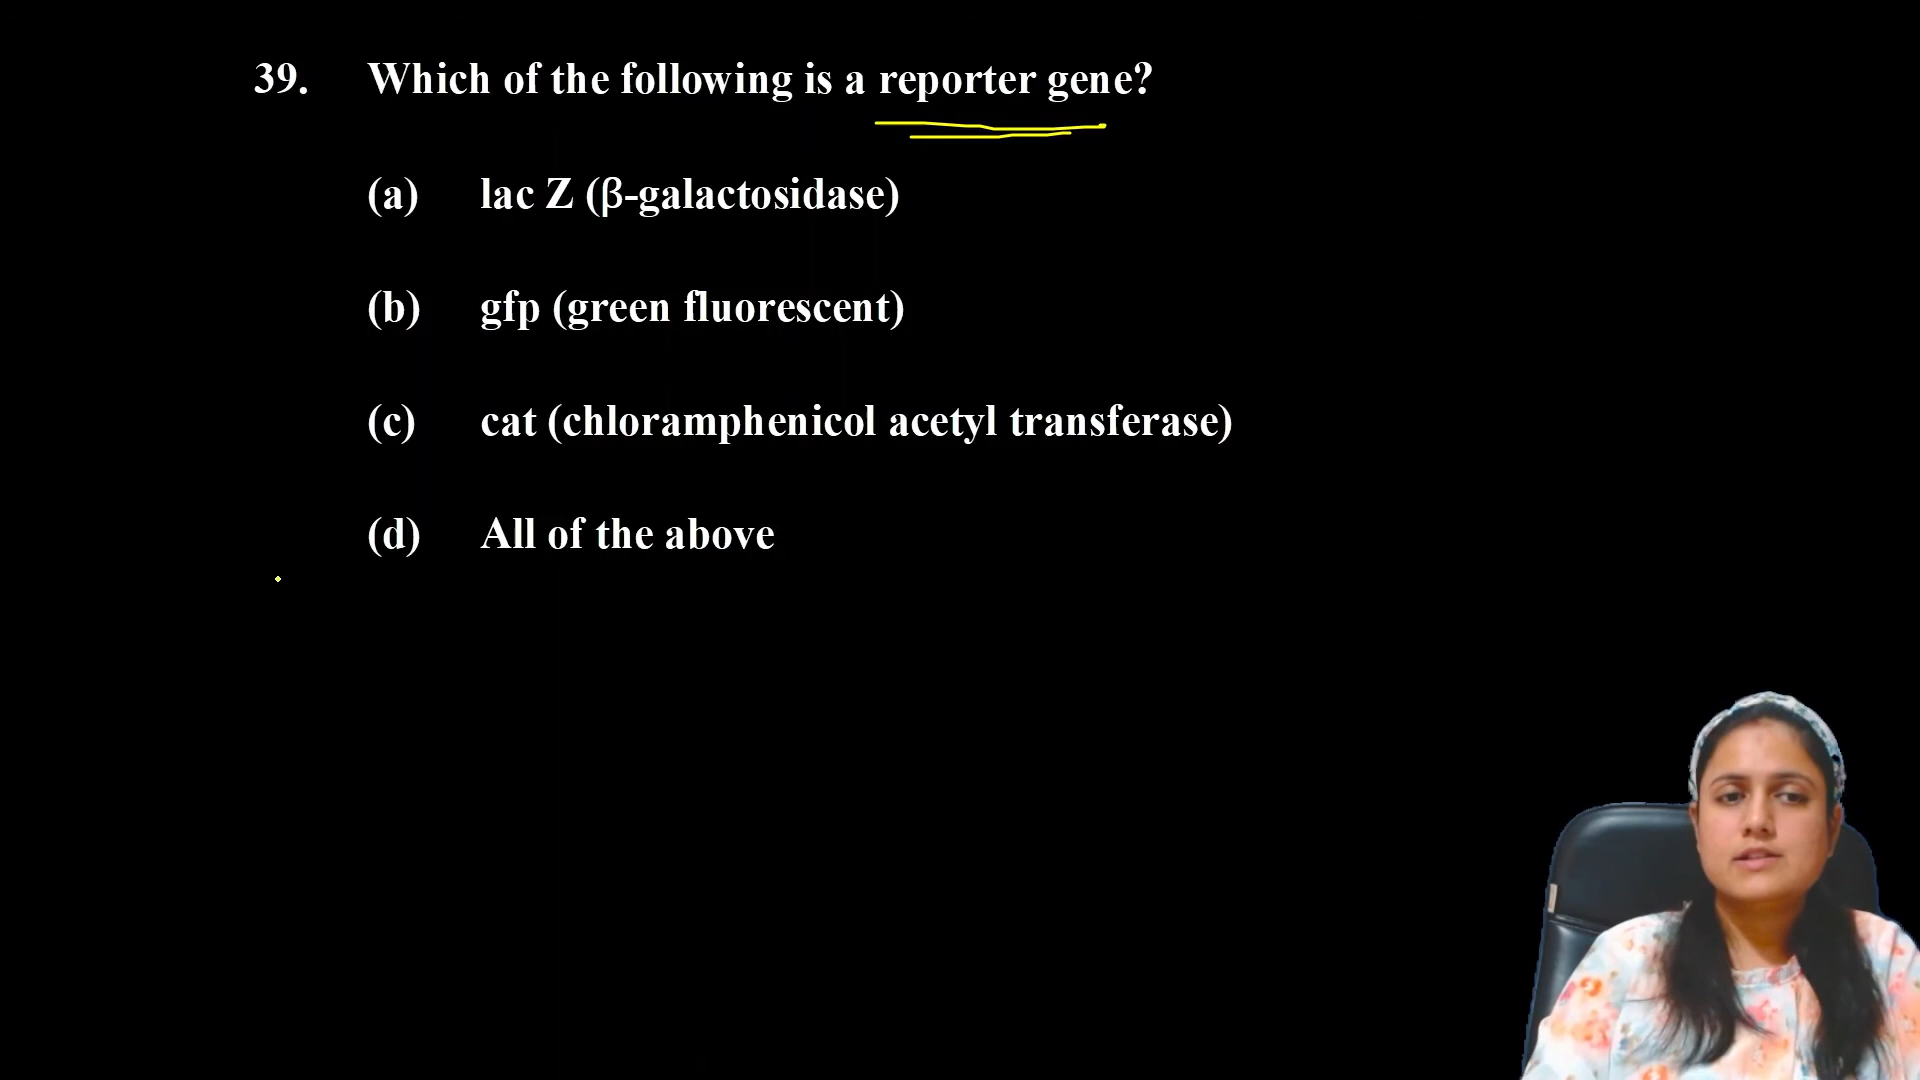 39. Which of the following is a reporter gene?
(a) lac Z (β-galactosidase)
(b) gfp (green fluorescent)
(c) cat (chloramphenicol acetyl transferase)
(d) All of the above